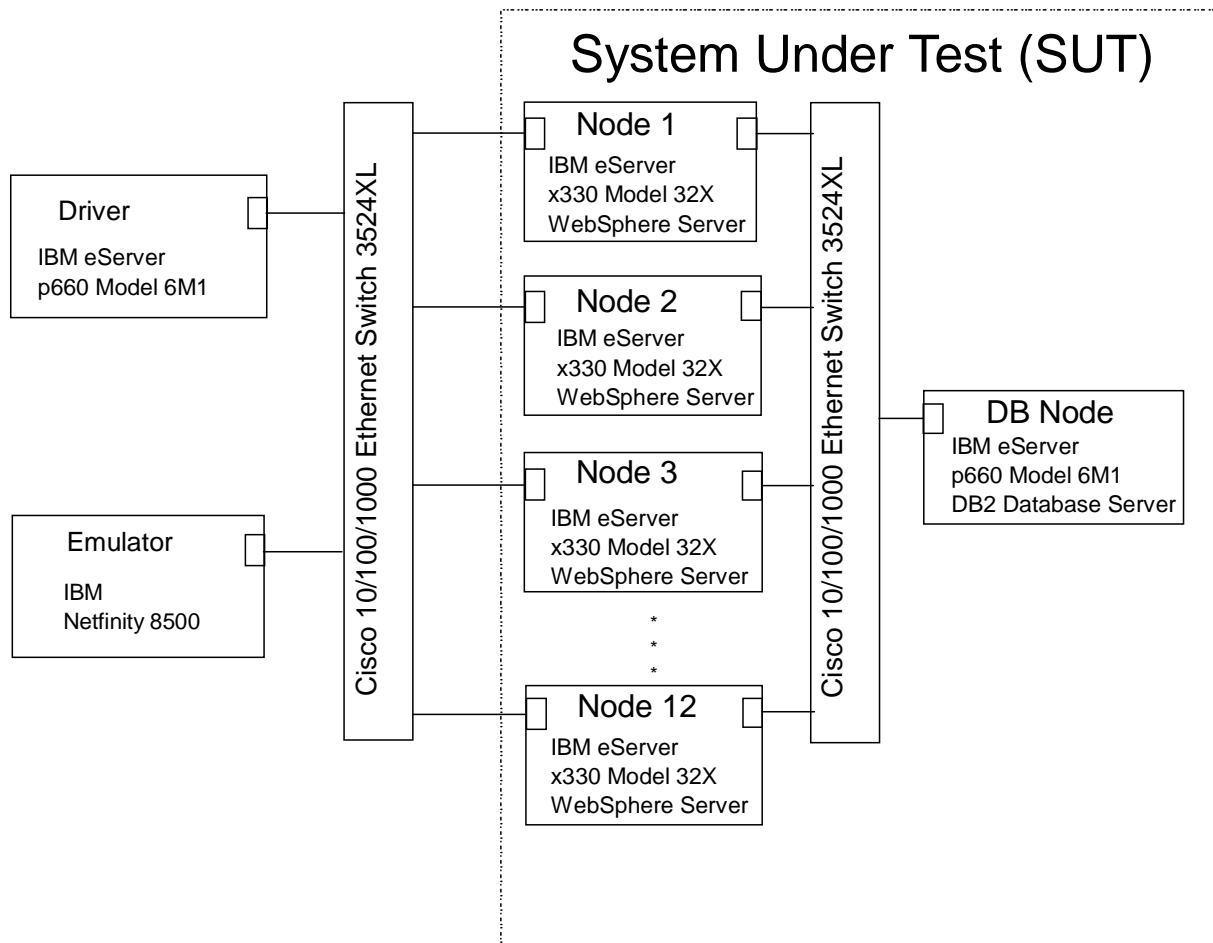 System Under Test (SUT)
Driver
IBM eServer
p660 Model 6M1
Emulator
IBM
Netfinity 8500
Cisco 10/100/1000 Ethernet Switch 3524XL
Node 1
IBM eServer
x330 Model 32X
WebSphere Server
Node 2
IBM eServer
x330 Model 32X
WebSphere Server
Node 3
IBM eServer
x330 Model 32X
WebSphere Server
*
*
*
Node 12
IBM eServer
x330 Model 32X
WebSphere Server
Cisco 10/100/1000 Ethernet Switch 3524XL
DB Node
IBM eServer
p660 Model 6M1
DB2 Database Server